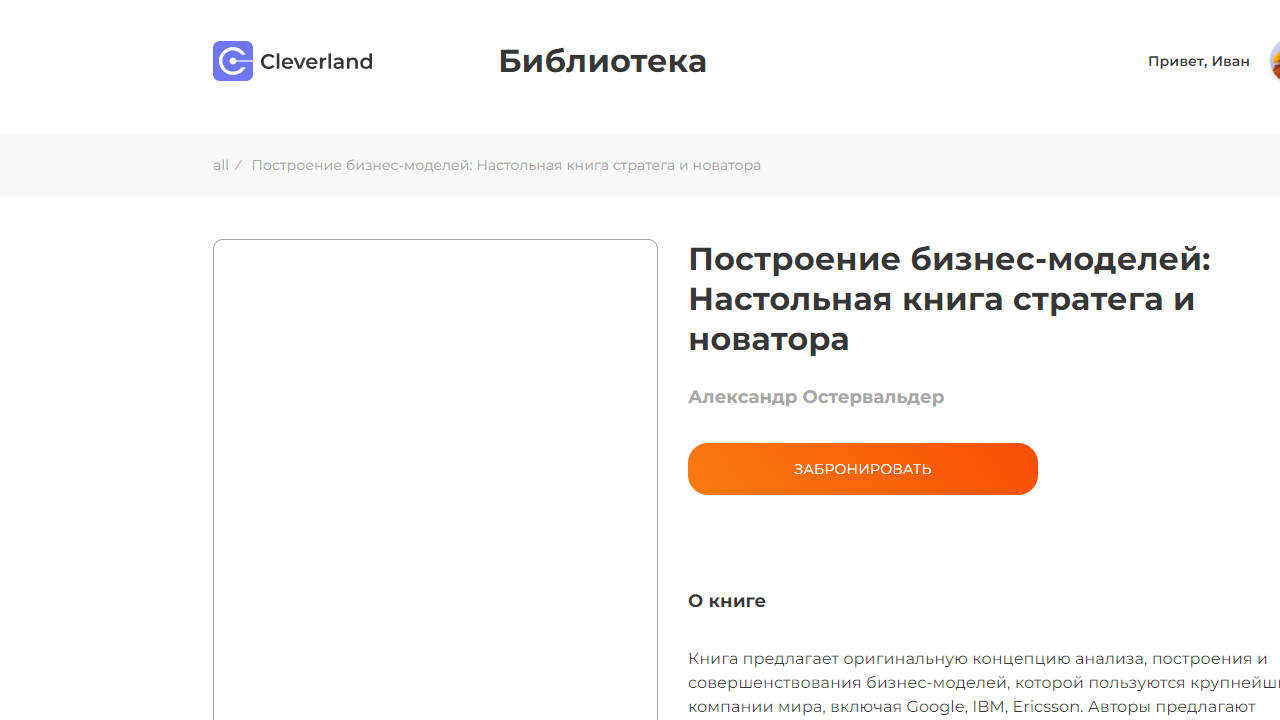 Cleverland
Библиотека
Привет, Иван
all / Построение бизнес-моделей: Настольная книга стратега и новатора
Построение бизнес-моделей:
Настольная книга стратега и
новатора
Александр Остервальдер
ЗАБРОНИРОВАТЬ
О книге
Книга предлагает оригинальную концепцию анализа, построения и
совершенствования бизнес-моделей, которой пользуются
компании мира, включая Google, IBM, Ericsson. Авторы предлагают